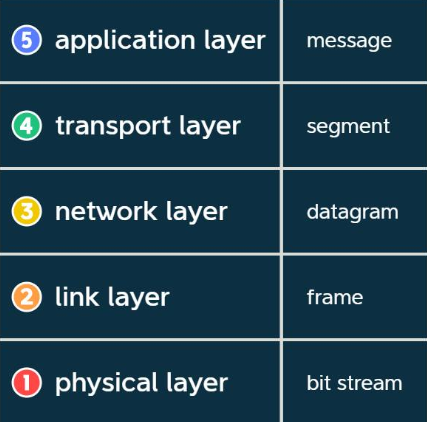 5 application layer message
4 transport layer segment
3 network layer datagram
2 link layer frame
1 physical layer bit stream